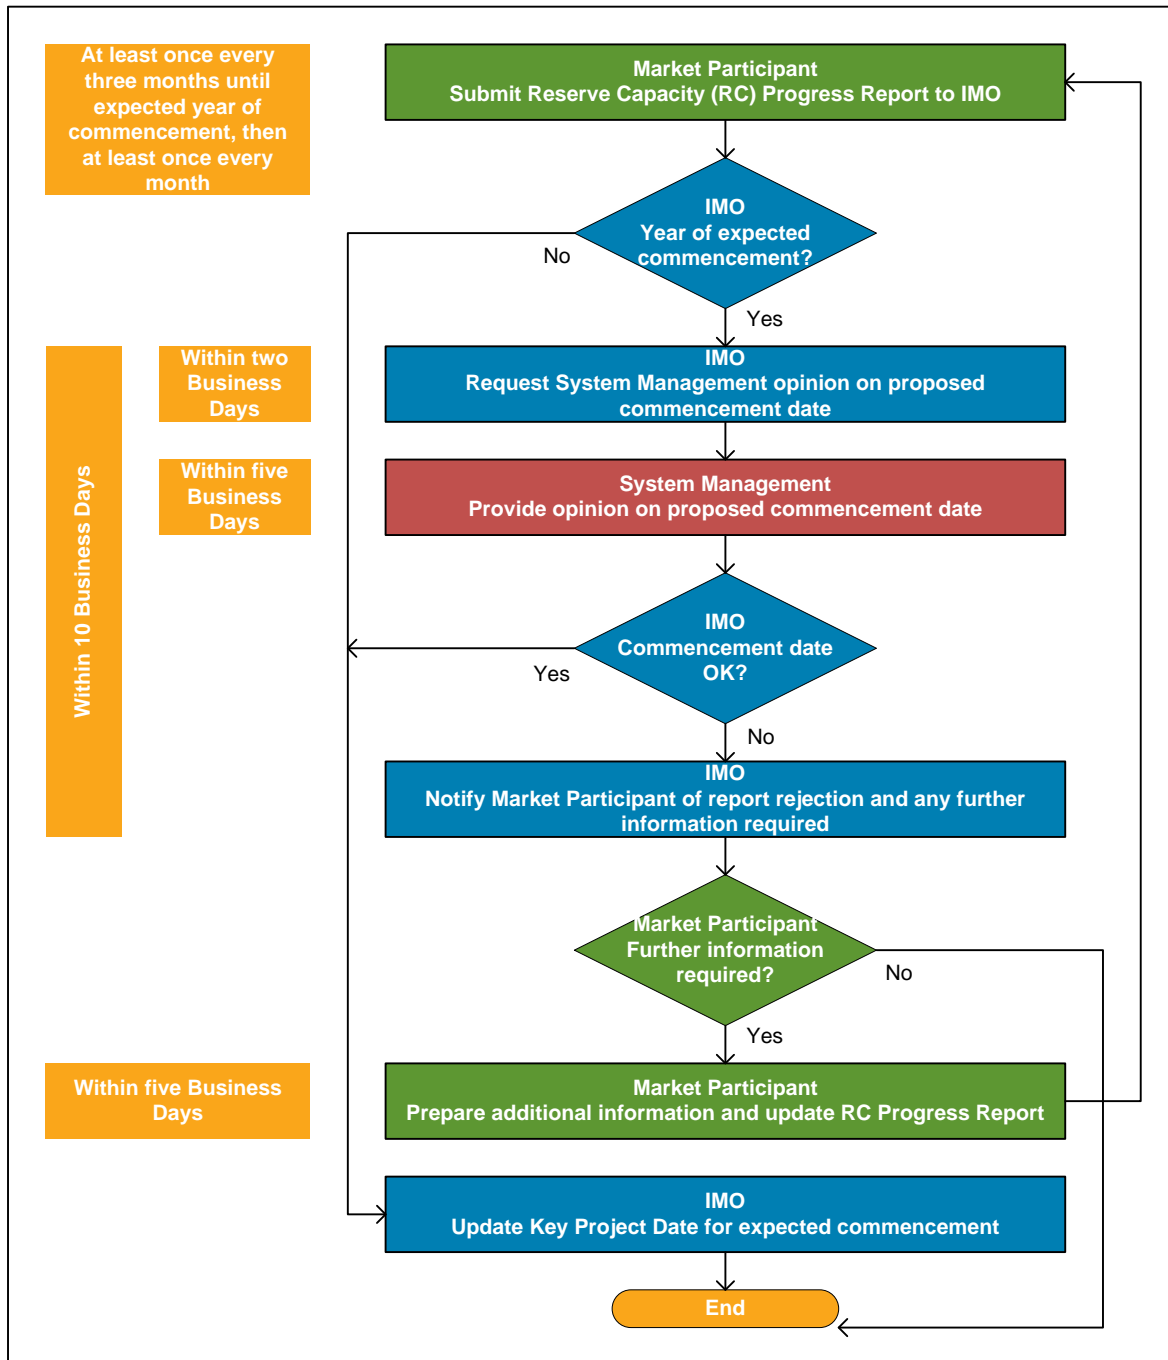 At least once every
three months until
expected year of
commencement, then
at least once every
month
Market Participant
Submit Reserve Capacity (RC) Progress Report to IMO
IMO
Year of expected
commencement?
No
Yes
Within 10 Business Days
Within two
Business
Days
IMO
Request System Management opinion on proposed
commencement date
Within five
Business
Days
System Management
Provide opinion on proposed commencement date
IMO
Commencement date
OK?
Yes
No
IMO
Notify Market Participant of report rejection and any further
information required
Market Participant
Further information
required?
No
Yes
Within five Business
Days
Market Participant
Prepare additional information and update RC Progress Report
IMO
Update Key Project Date for expected commencement
End